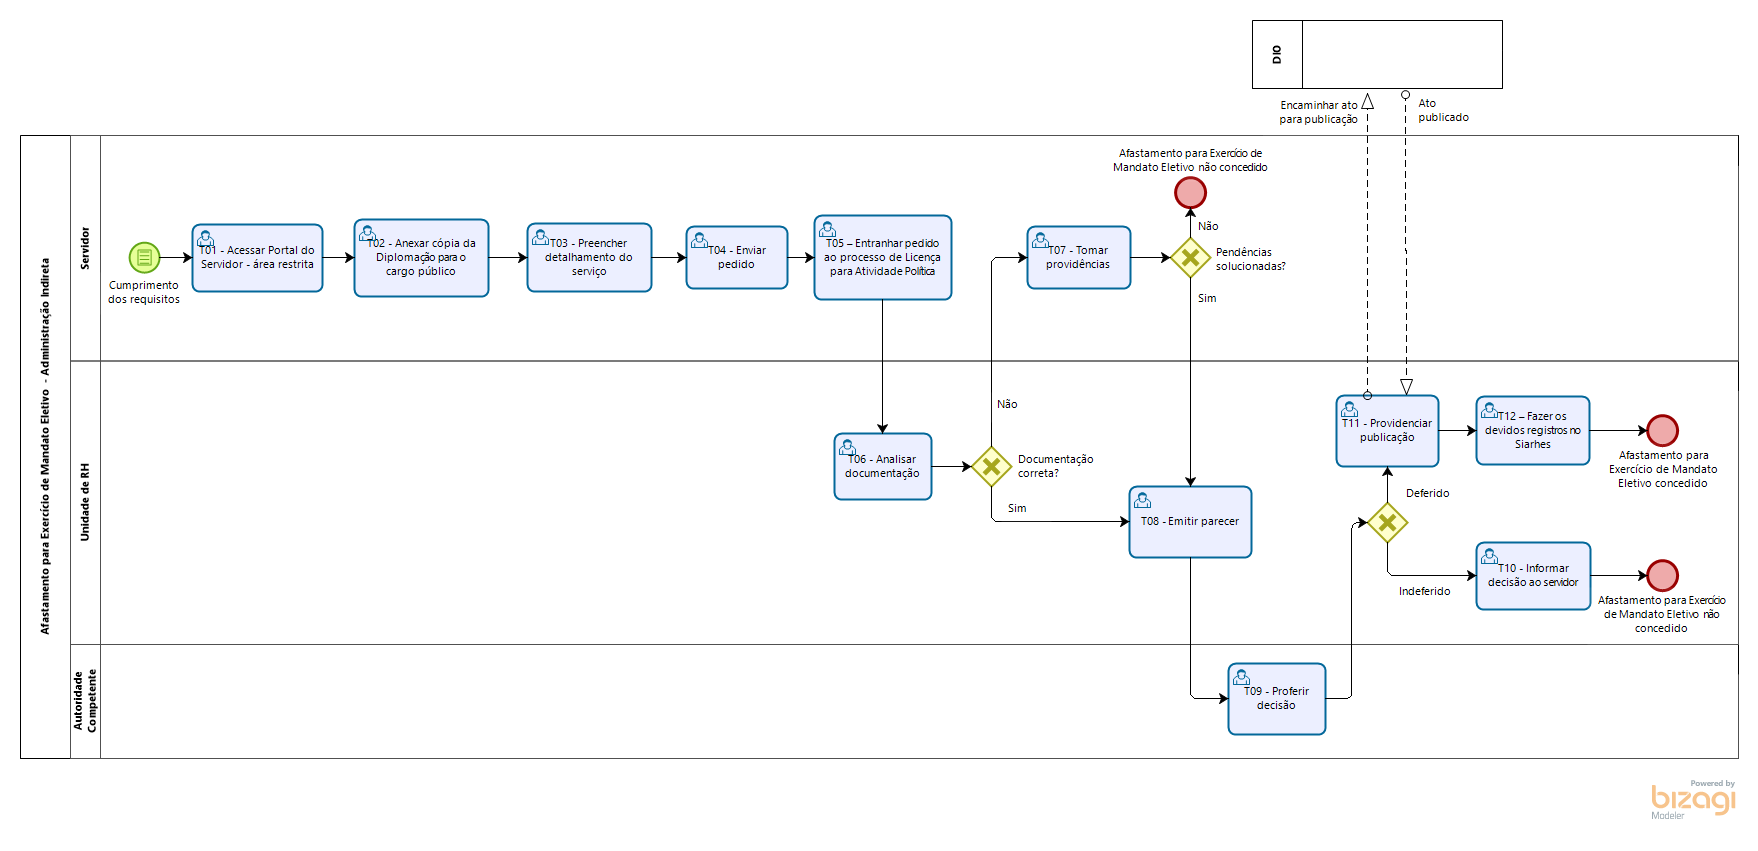 DIO
Encaminhar ato
para publicação
Ato
publicado
Afastamento para Exercício de Mandato Eletivo - Administração Indireta
Servidor
Cumprimento
dos requisitos
T01 - Acessar Portal do
Servidor - área restrita
T02 - Anexar cópia da
Diplomação para o
cargo público
T03 - Preencher
detalhamento do
serviço
T04 - Enviar
pedido
T05 – Entranhar pedido
ao processo de Licença
para Atividade Política
T07 - Tomar
providências
Afastamento para Exercício de
Mandato Eletivo não concedido
Não
Pendências
solucionadas?
Sim
Unidade de RH
T06 - Analisar
documentação
Não
Documentação
correta?
Sim
T08 - Emitir parecer
T11 - Providenciar
publicação
T12 – Fazer os
devidos registros no
Siarhes
Afastamento para
Exercício de Mandato
Eletivo concedido
Deferido
Indeferido
T10 - Informar
decisão ao servidor
Afastamento para Exercício
de Mandato Eletivo não
concedido
Autoridade
Competente
T09 - Proferir
decisão
Powered by
bizagi
Modeler